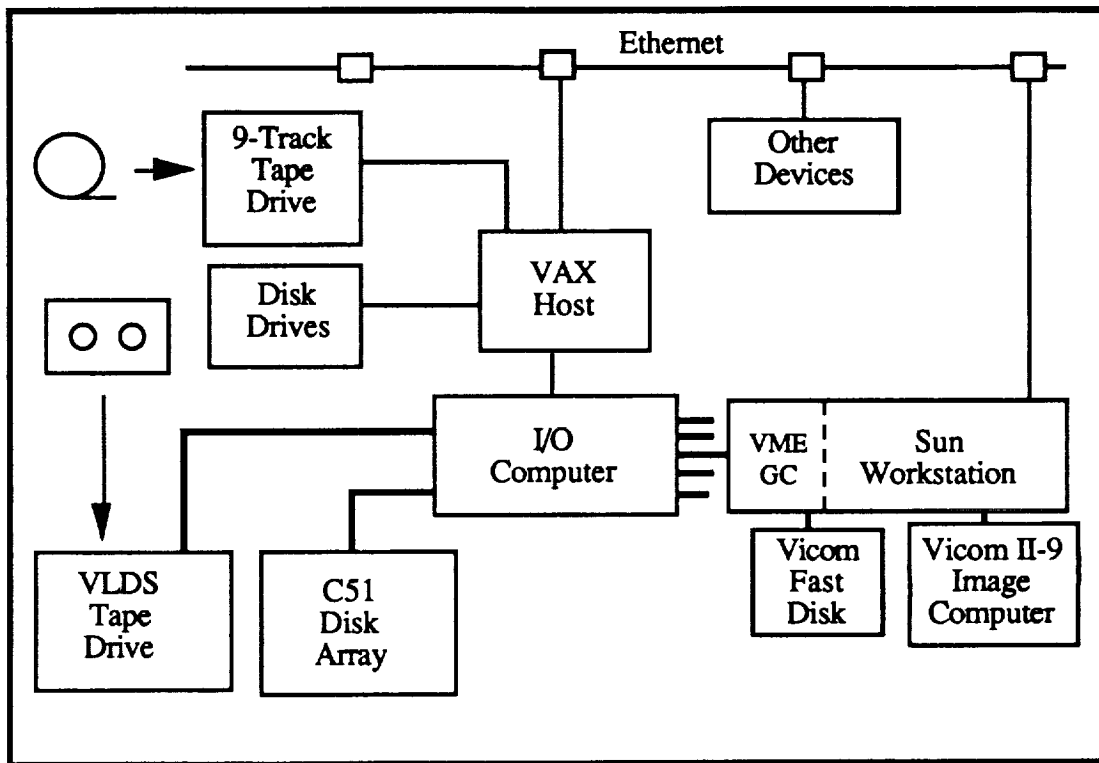 Ethernet
9-Track
Tape
Drive
Other
Devices
VAX
Host
Disk
Drives
I/O
Computer
VME
GC
Sun
Workstation
VLDS
Tape
Drive
C51
Disk
Array
Vicom
Fast
Disk
Vicom II-9
Image
Computer